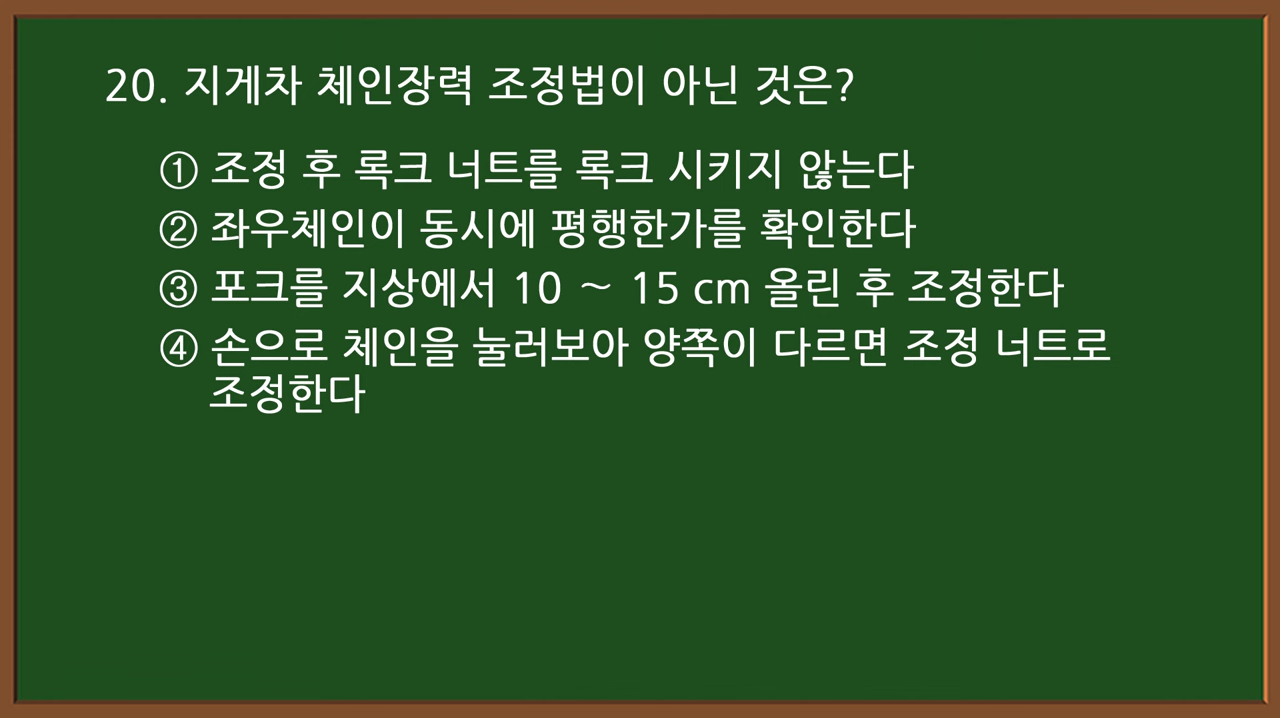 20. 지게차 체인장력 조정법이 아닌 것은?
① 조정 후 록크 너트를 록크 시키지 않는다
② 좌우체인이 동시에 평행한가를 확인한다
③ 포크를 지상에서 10 ~ 15 cm 올린 후 조정한다
④ 손으로 체인을 눌러보아 양쪽이 다르면 조정 너트로
조정한다